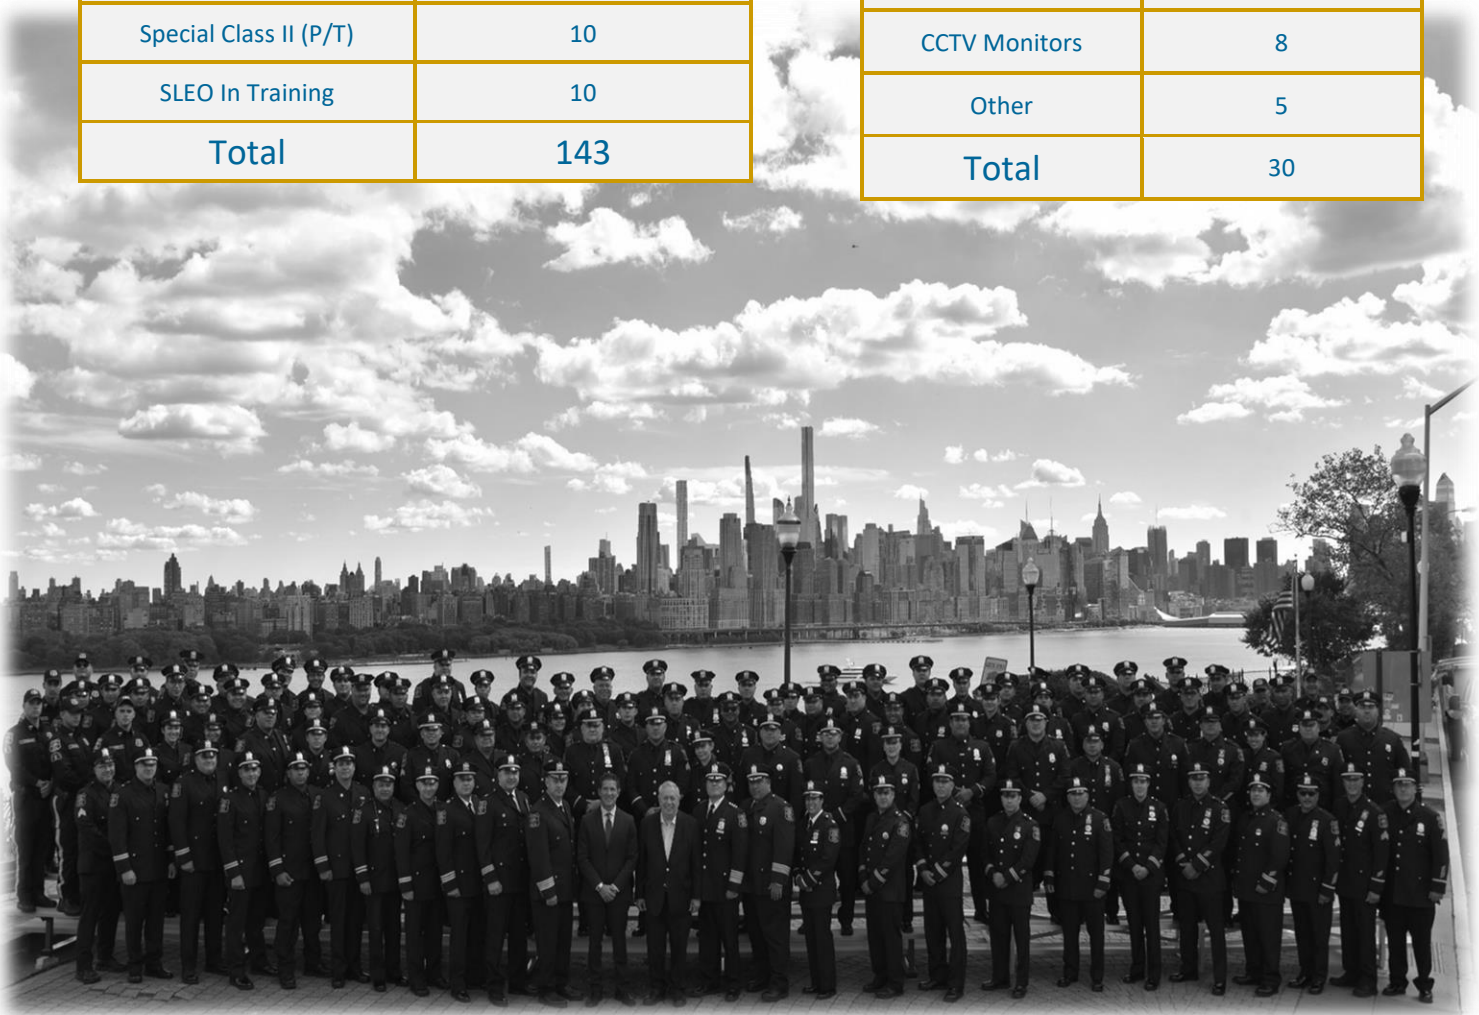 Special Class II (P/T) 10
SLEO In Training 10
Total 143
CCTV Monitors 8
Other 5
Total 30